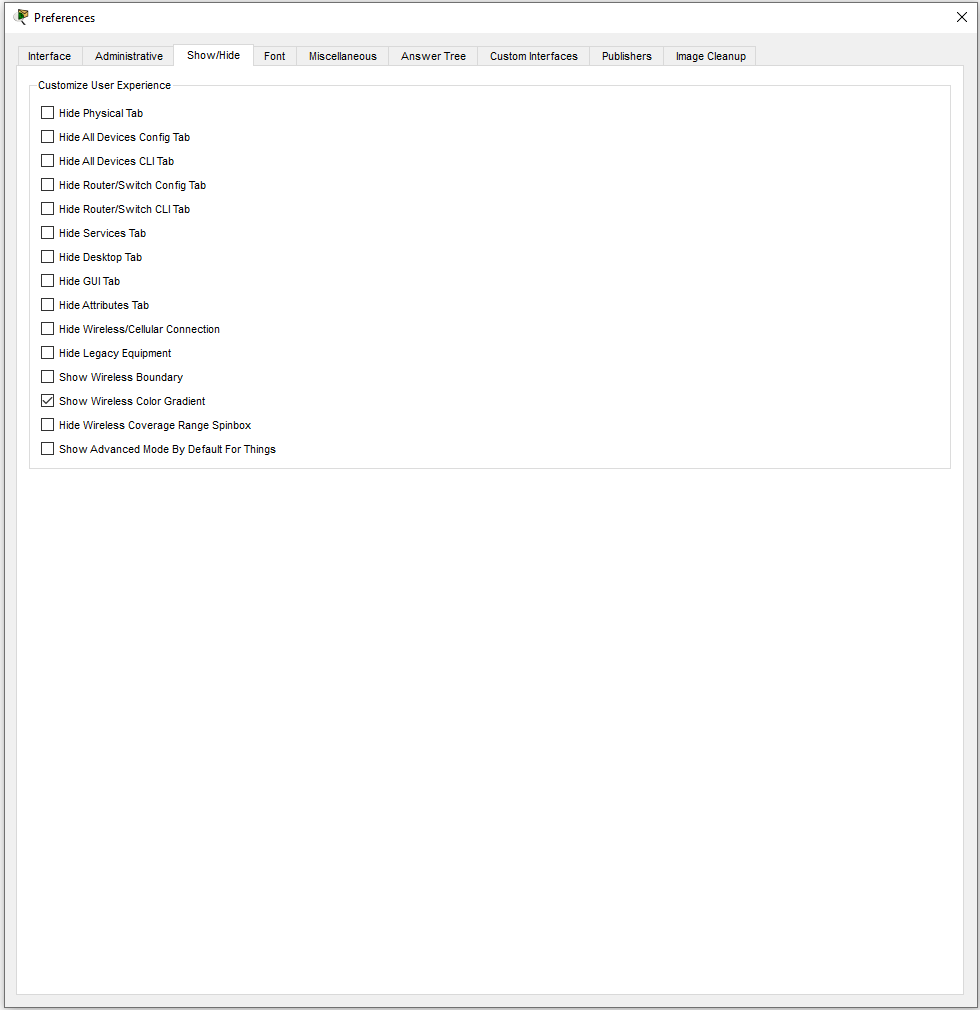 Preferences
Interface Administrative Show/Hide Font Miscellaneous Answer Tree Custom Interfaces Publishers Image Cleanup
Customize User Experience
Hide Physical Tab
Hide All Devices Config Tab
Hide All Devices CLI Tab
Hide Router/Switch Config Tab
Hide Router/Switch CLI Tab
Hide Services Tab
Hide Desktop Tab
Hide GUI Tab
Hide Attributes Tab
Hide Wireless/Cellular Connection
Hide Legacy Equipment
Show Wireless Boundary
Show Wireless Color Gradient
Hide Wireless Coverage Range Spinbox
Show Advanced Mode By Default For Things